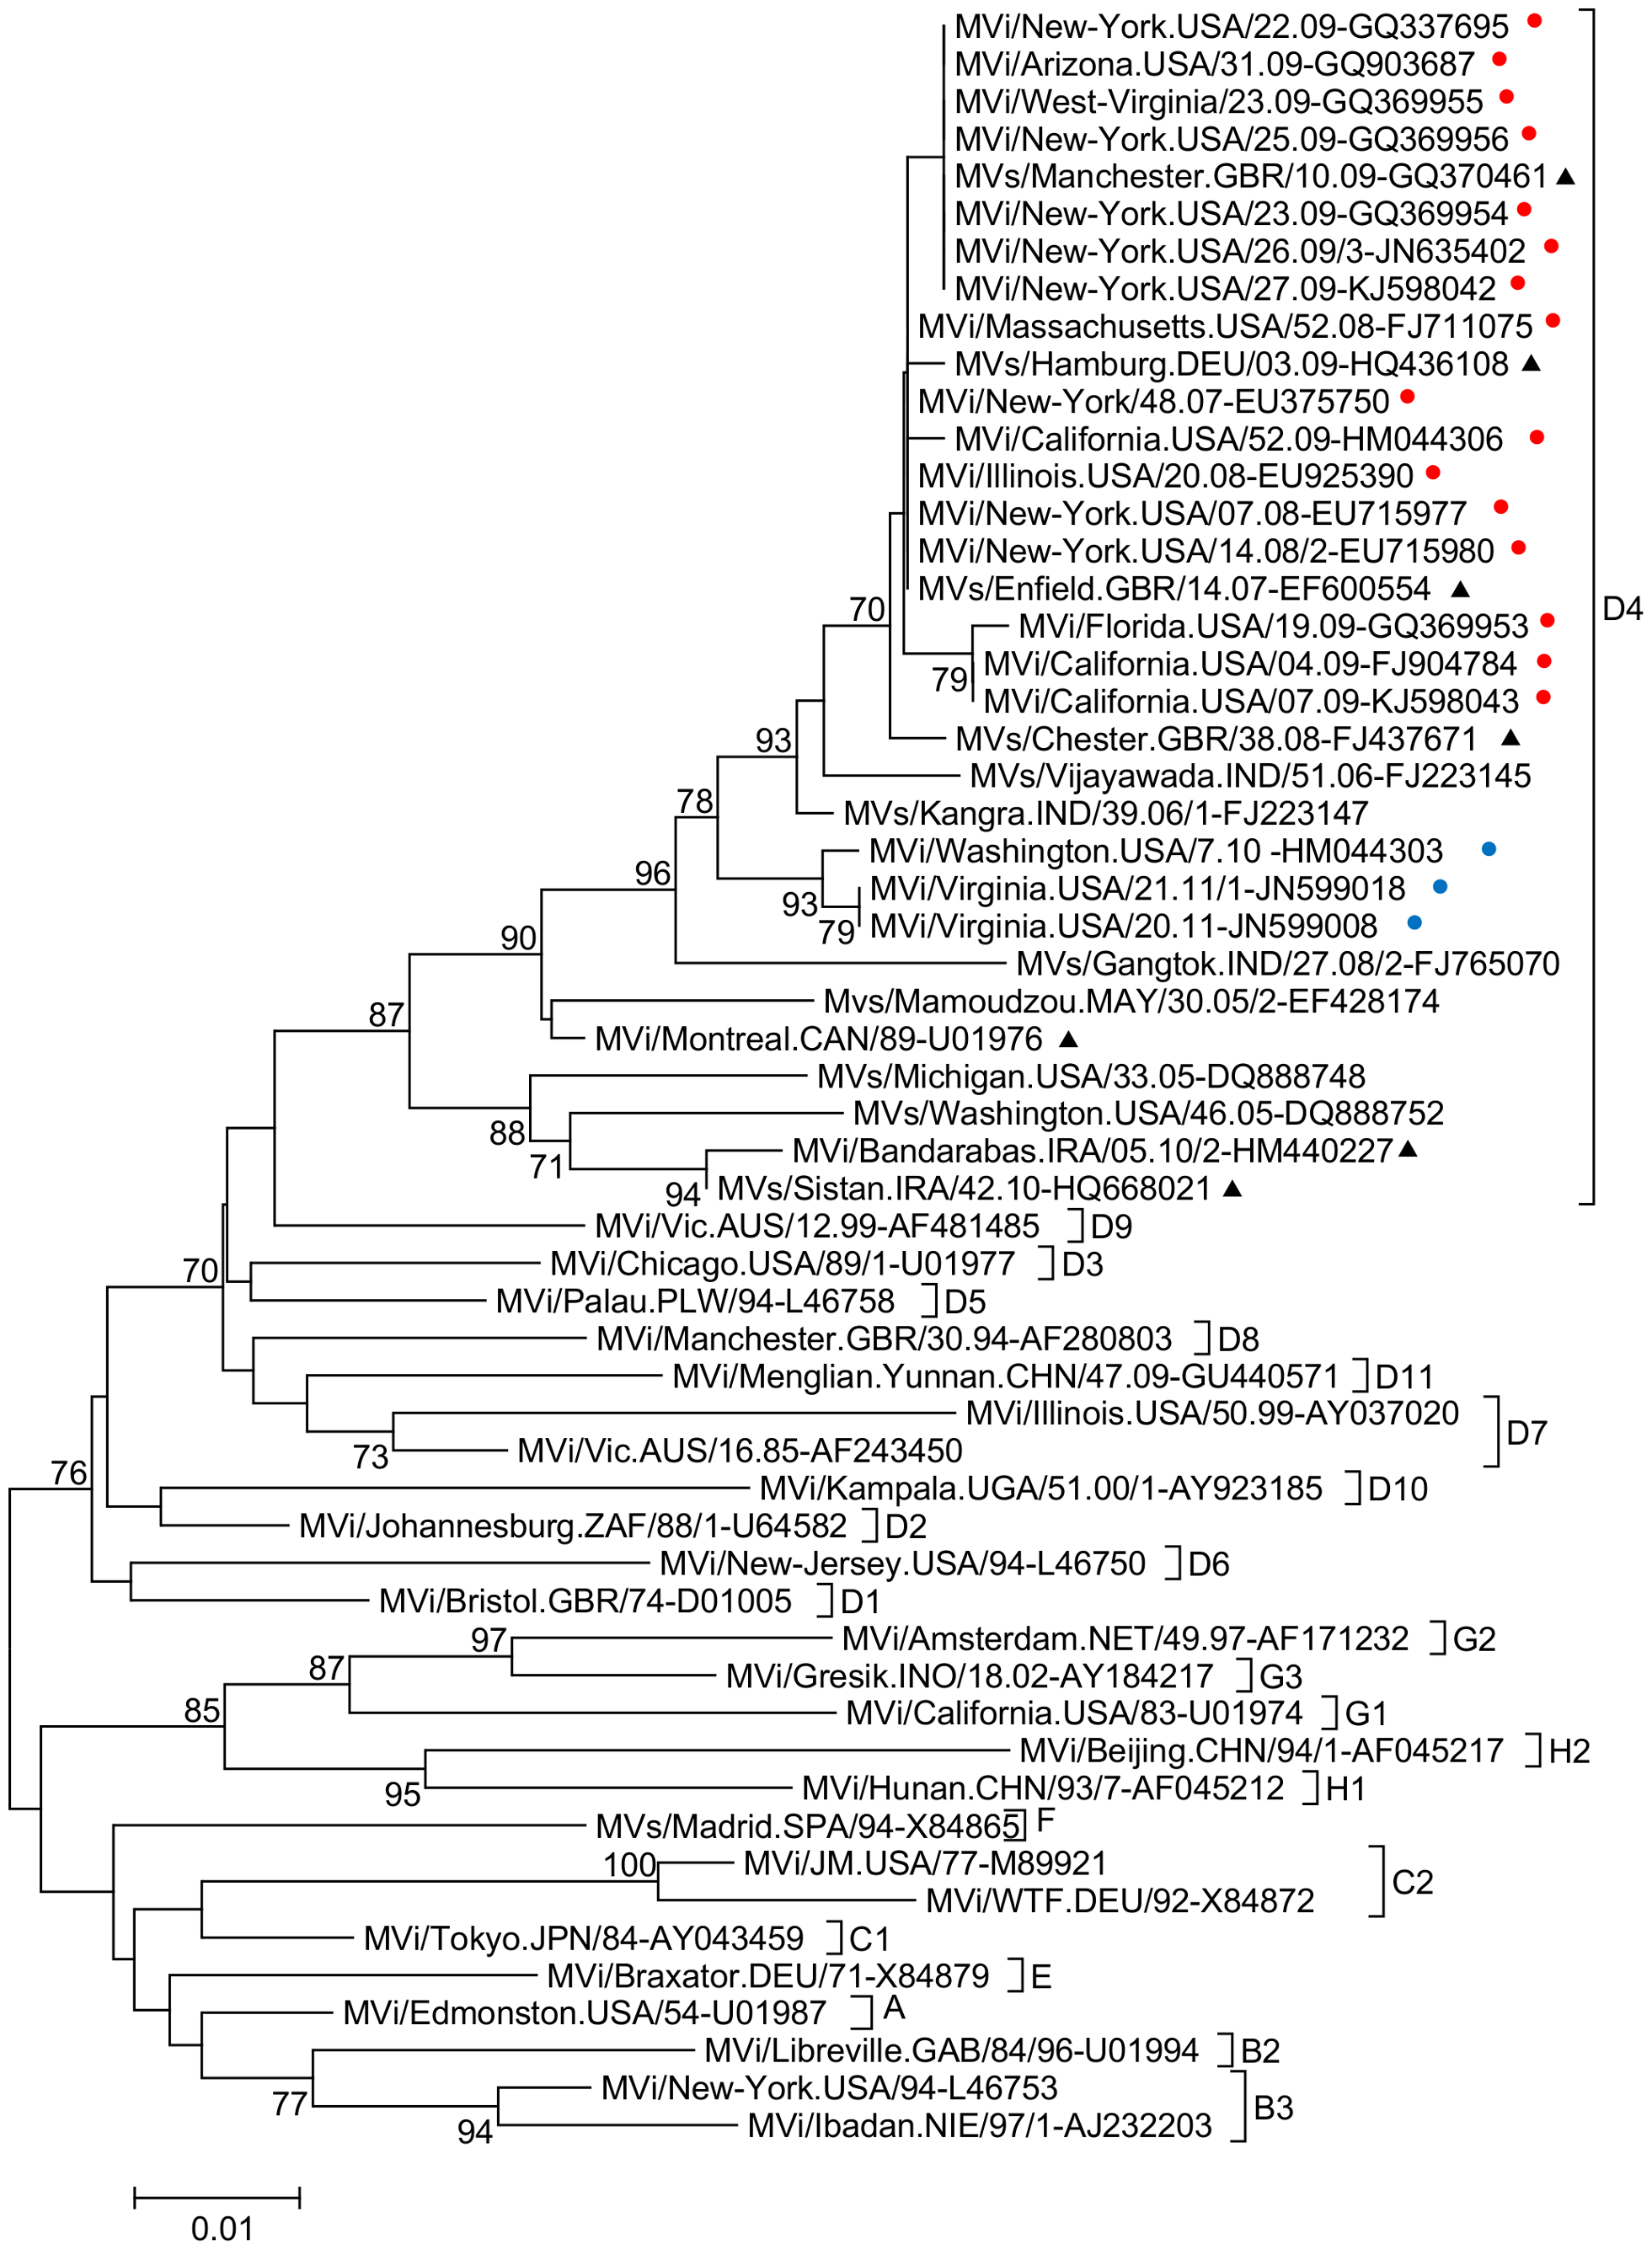 MVi/New-York.USA/22.09-GQ337695
MVi/Arizona.USA/31.09-GQ903687
MVi/West-Virginia/23.09-GQ369955
MVi/New-York.USA/25.09-GQ369956
MVs/Manchester.GBR/10.09-GQ370461
MVi/New-York.USA/23.09-GQ369954
MVi/New-York.USA/26.09/3-JN635402
MVi/New-York.USA/27.09-KJ598042
MVi/Massachusetts.USA/52.08-FJ711075
MVs/Hamburg.DEU/03.09-HQ436108
MVi/New-York/48.07-EU375750
MVi/California.USA/52.09-HM044306
MVi/Illinois.USA/20.08-EU925390
MVi/New-York.USA/07.08-EU715977
MVi/New-York.USA/14.08/2-EU715980
MVs/Enfield.GBR/14.07-EF600554
D4
70
MVi/Florida.USA/19.09-GQ369953
MVi/California.USA/04.09-FJ904784
79
MVi/California.USA/07.09-KJ598043
MVs/Chester.GBR/38.08-FJ437671
93
MVs/Vijayawada.IND/51.06-FJ223145
78
MVs/Kangra.IND/39.06/1-FJ223147
MVi/Washington.USA/7.10 -HM044303
96
MVi/Virginia.USA/21.11/1-JN599018
93
MVi/Virginia.USA/20.11-JN599008
79
90
MVs/Gangtok.IND/27.08/2-FJ765070
Mvs/Mamoudzou.MAY/30.05/2-EF428174
87
MVi/Montreal.CAN/89-U01976
MVs/Michigan.USA/33.05-DQ888748
MVs/Washington.USA/46.05-DQ888752
88
MVi/Bandarabas.IRA/05.10/2-HM440227
71
MVs/Sistan.IRA/42.10-HQ668021
94
MVi/Vic.AUS/12.99-AF481485 D9
MVi/Chicago.USA/89/1-U01977 D3
70
MVi/Palau.PLW/94-L46758 D5
MVi/Manchester.GBR/30.94-AF280803 D8
MVi/Menglian.Yunnan.CHN/47.09-GU440571 D11
MVi/Illinois.USA/50.99-AY037020
D7
MVi/Vic.AUS/16.85-AF243450
73
76
MVi/Kampala.UGA/51.00/1-AY923185 D10
MVi/Johannesburg.ZAF/88/1-U64582 D2
MVi/New-Jersey.USA/94-L46750 D6
MVi/Bristol.GBR/74-D01005 D1
97
MVi/Amsterdam.NET/49.97-AF171232 G2
87
MVi/Gresik.INO/18.02-AY184217 G3
85
MVi/California.USA/83-U01974 G1
MVi/Beijing.CHN/94/1-AF045217 H2
95
MVi/Hunan.CHN/93/7-AF045212 H1
MVs/Madrid.SPA/94-X84865 F
100
MVi/JM.USA/77-M89921
C2
MVi/WTF.DEU/92-X84872
MVi/Tokyo.JPN/84-AY043459 C1
MVi/Braxator.DEU/71-X84879 E
MVi/Edmonston.USA/54-U01987 A
MVi/Libreville.GAB/84/96-U01994 B2
MVi/New-York.USA/94-L46753
77
B3
MVi/Ibadan.NIE/97/1-AJ232203
94
0.01